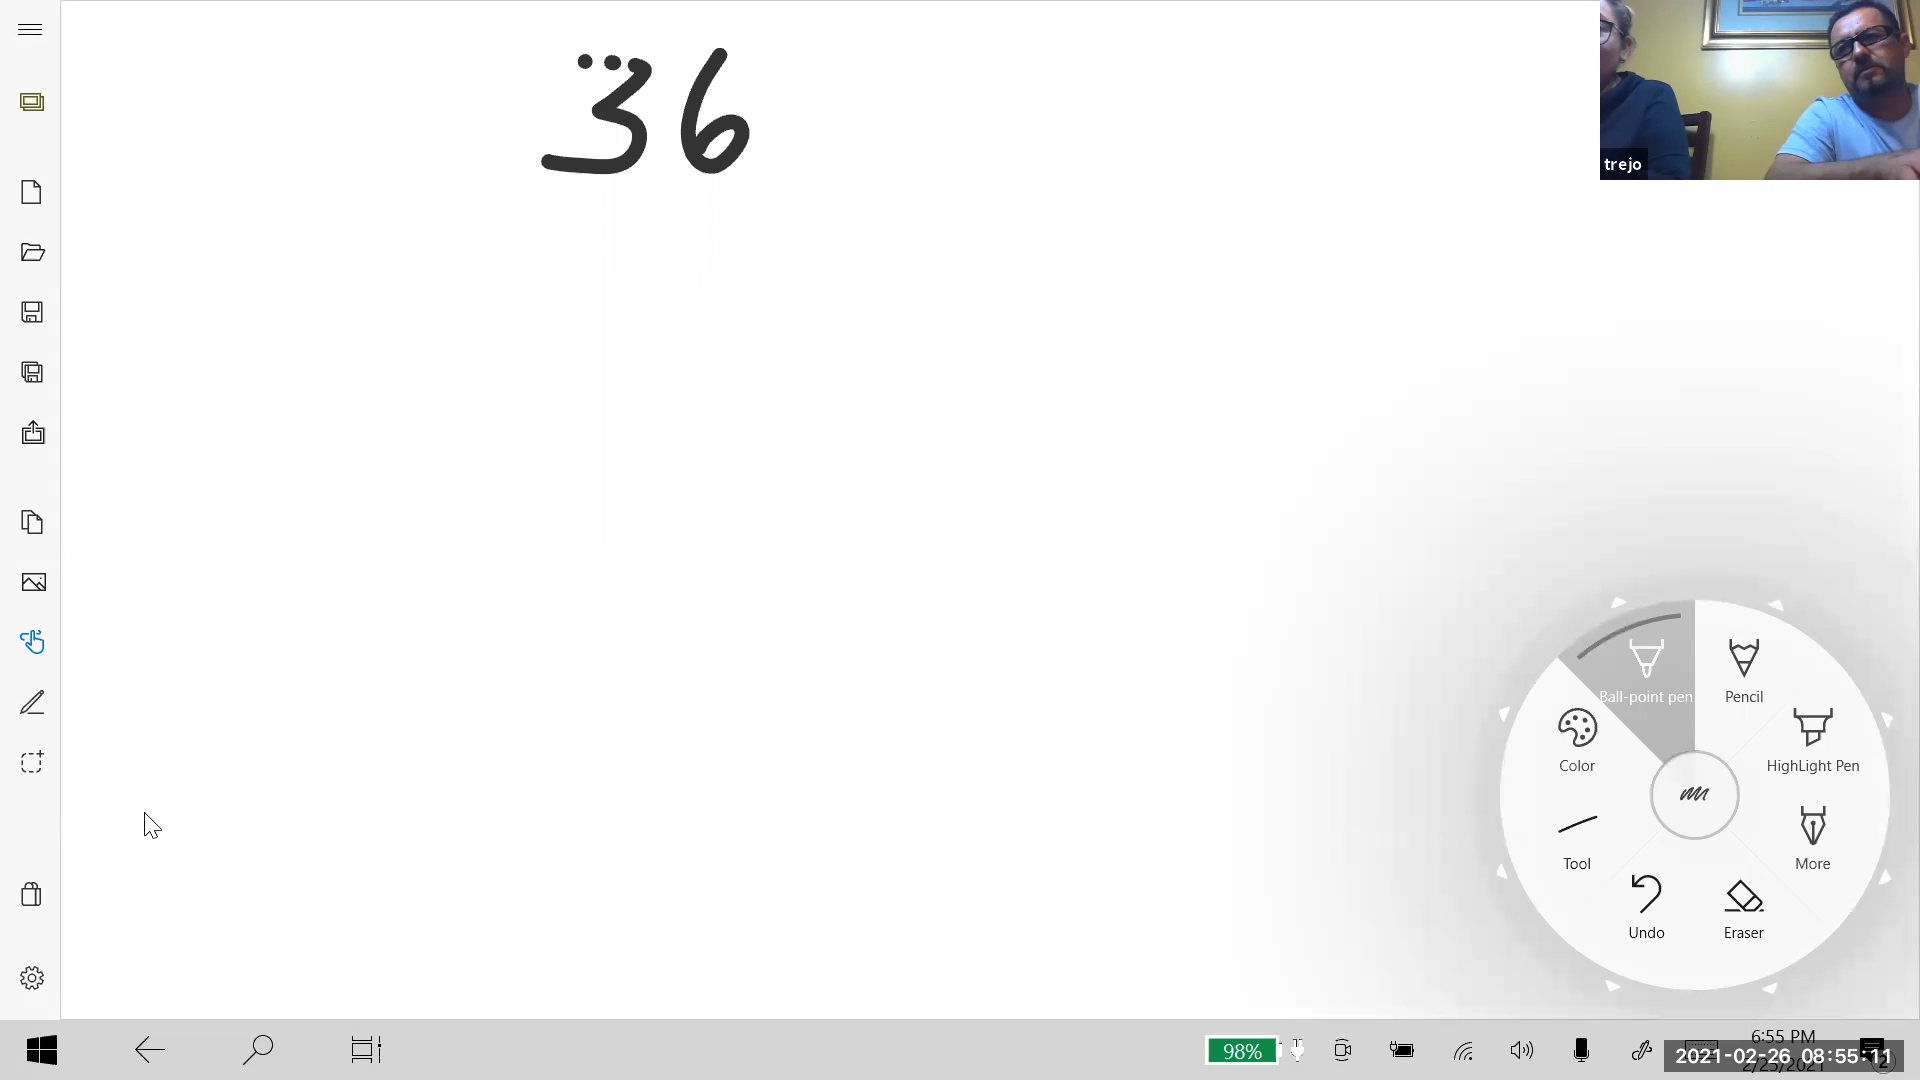 36
trejo
Ball-point pen
Pencil
Color
HighLight Pen
Tool
More
Undo
Eraser
98%
6:55 PM
2021-02-26 08:55:11
2